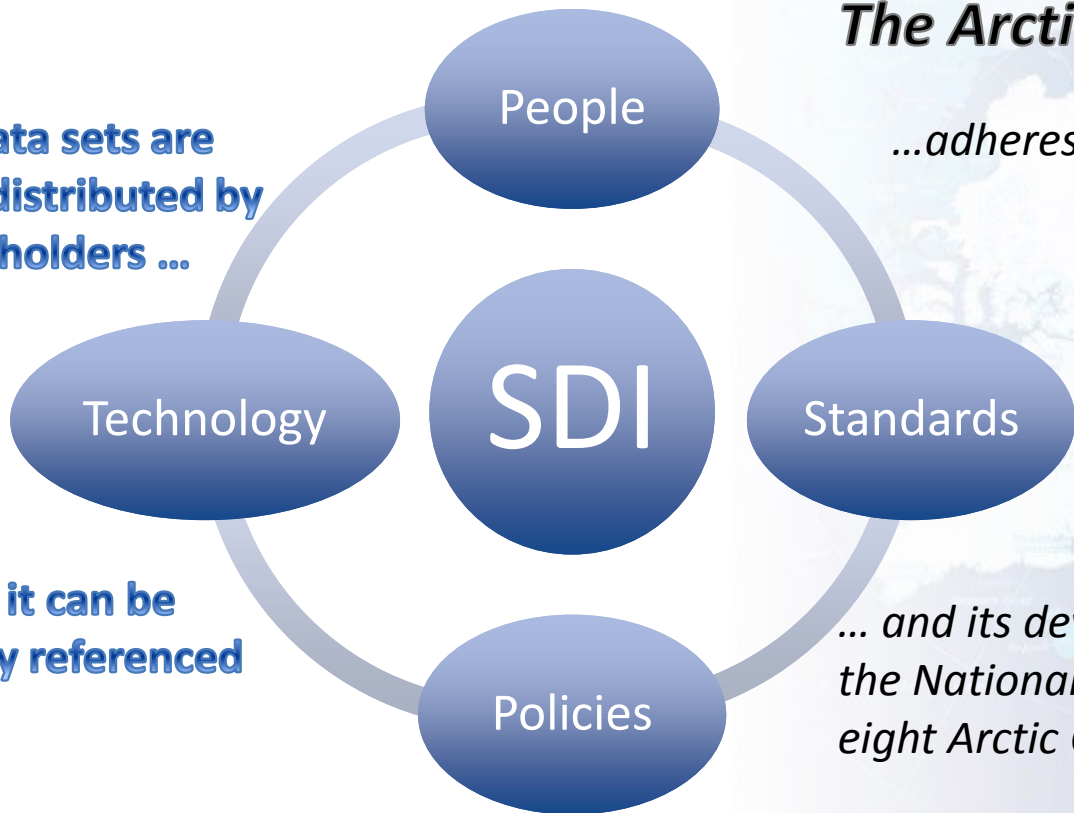 The Arcti
People
…adheres
ata sets are
distributed by
holders …
SDI
Technology
Standards
it can be
y referenced
… and its dev
the National
eight Arctic
Policies